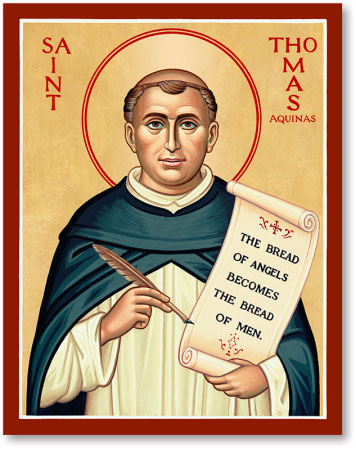 SAINT
THOMAS
AQUINAS
THE BREAD
OF ANGELS
BECOMES
THE BREAD
OF MEN.